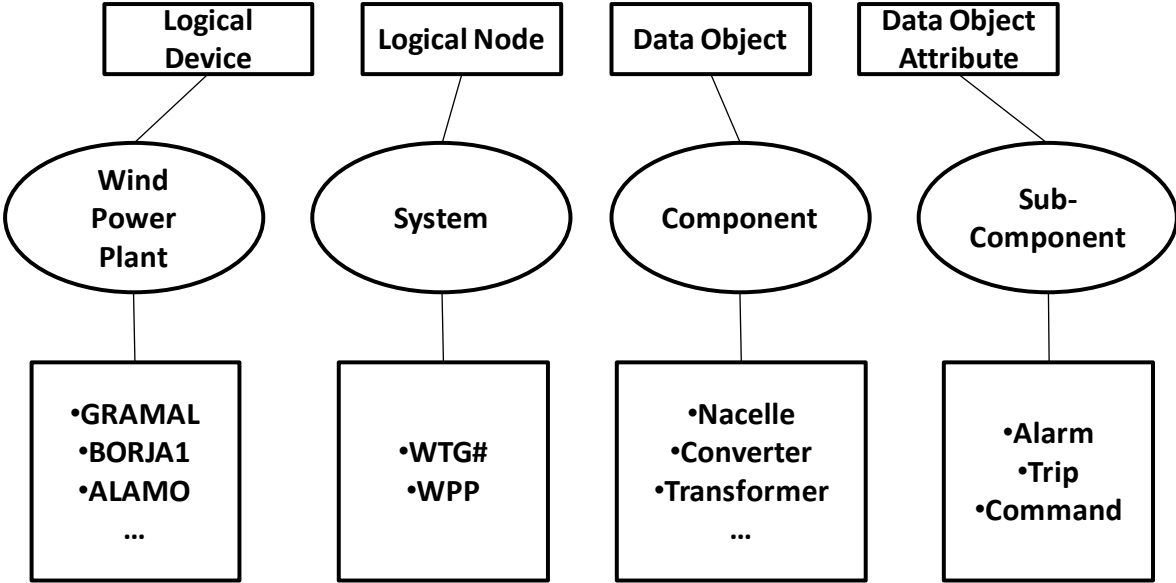 Logical
Device
Logical Node
Data Object
Data Object
Attribute
Wind
Power
Plant
System
Component
Sub-
Component
•GRAMAL
•BORJA1
•ALAMO
...
•WTG#
•WPP
•Nacelle
•Converter
•Transformer
...
•Alarm
•Trip
•Command